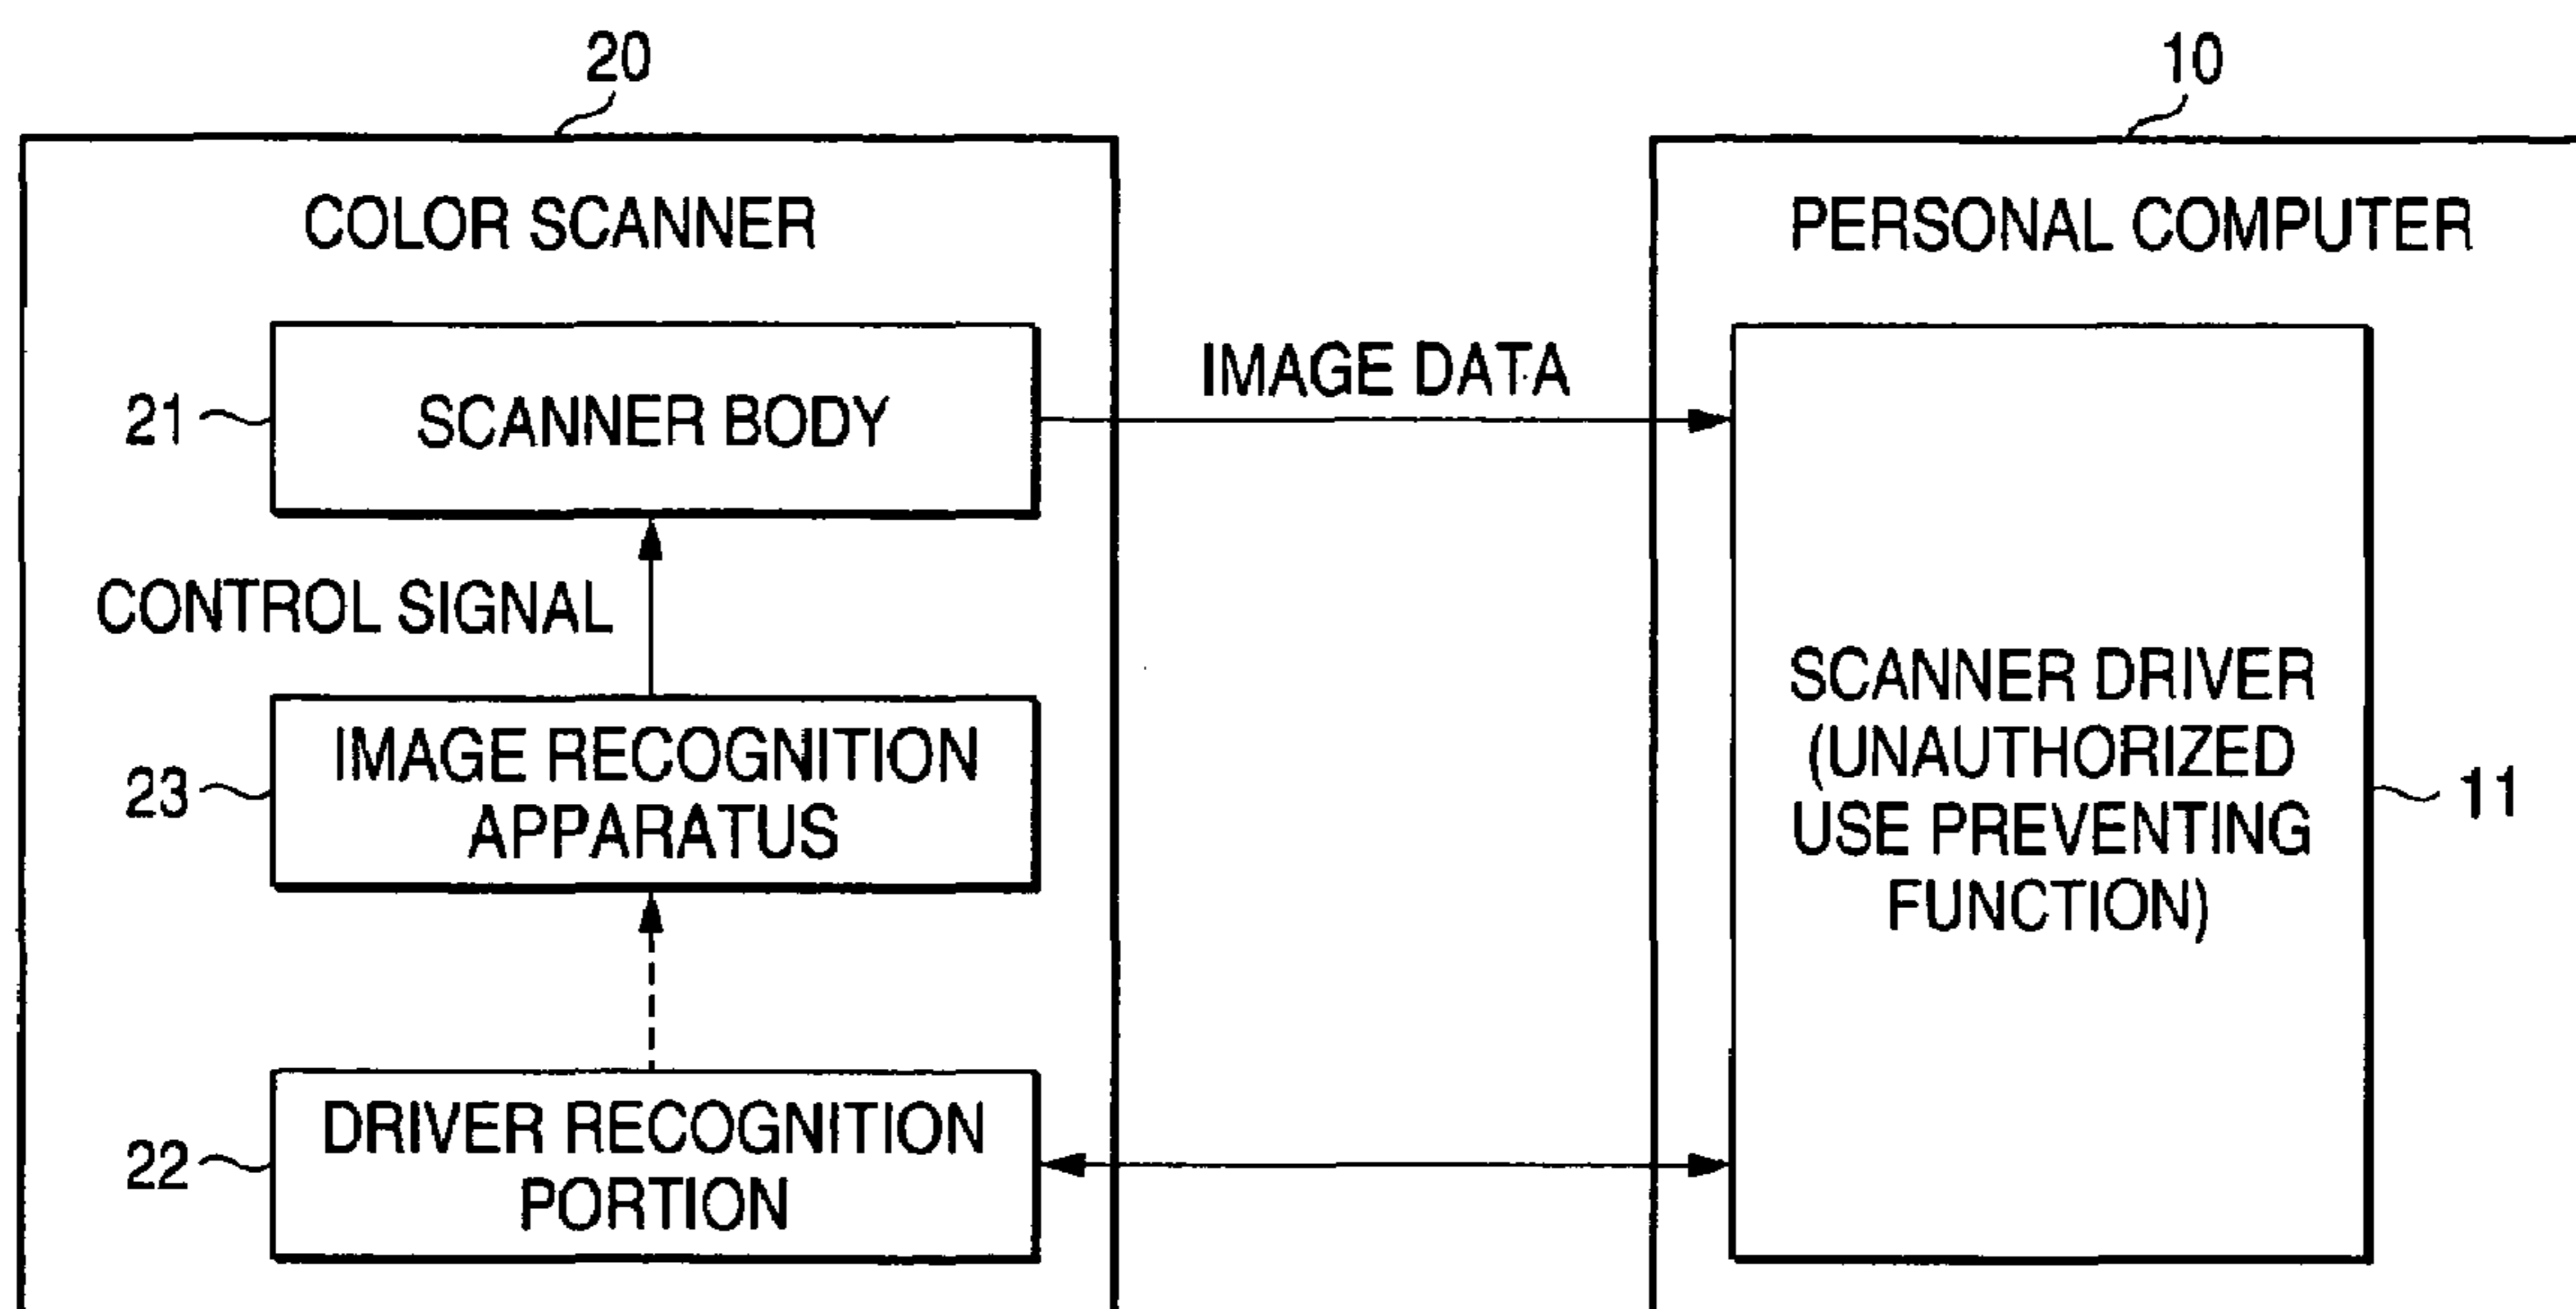 20
10
COLOR SCANNER
PERSONAL COMPUTER
21
SCANNER BODY
IMAGE DATA
CONTROL SIGNAL
23
IMAGE RECOGNITION
APPARATUS
SCANNER DRIVER
(UNAUTHORIZED
USE PREVENTING
FUNCTION)
11
22
DRIVER RECOGNITION
PORTION